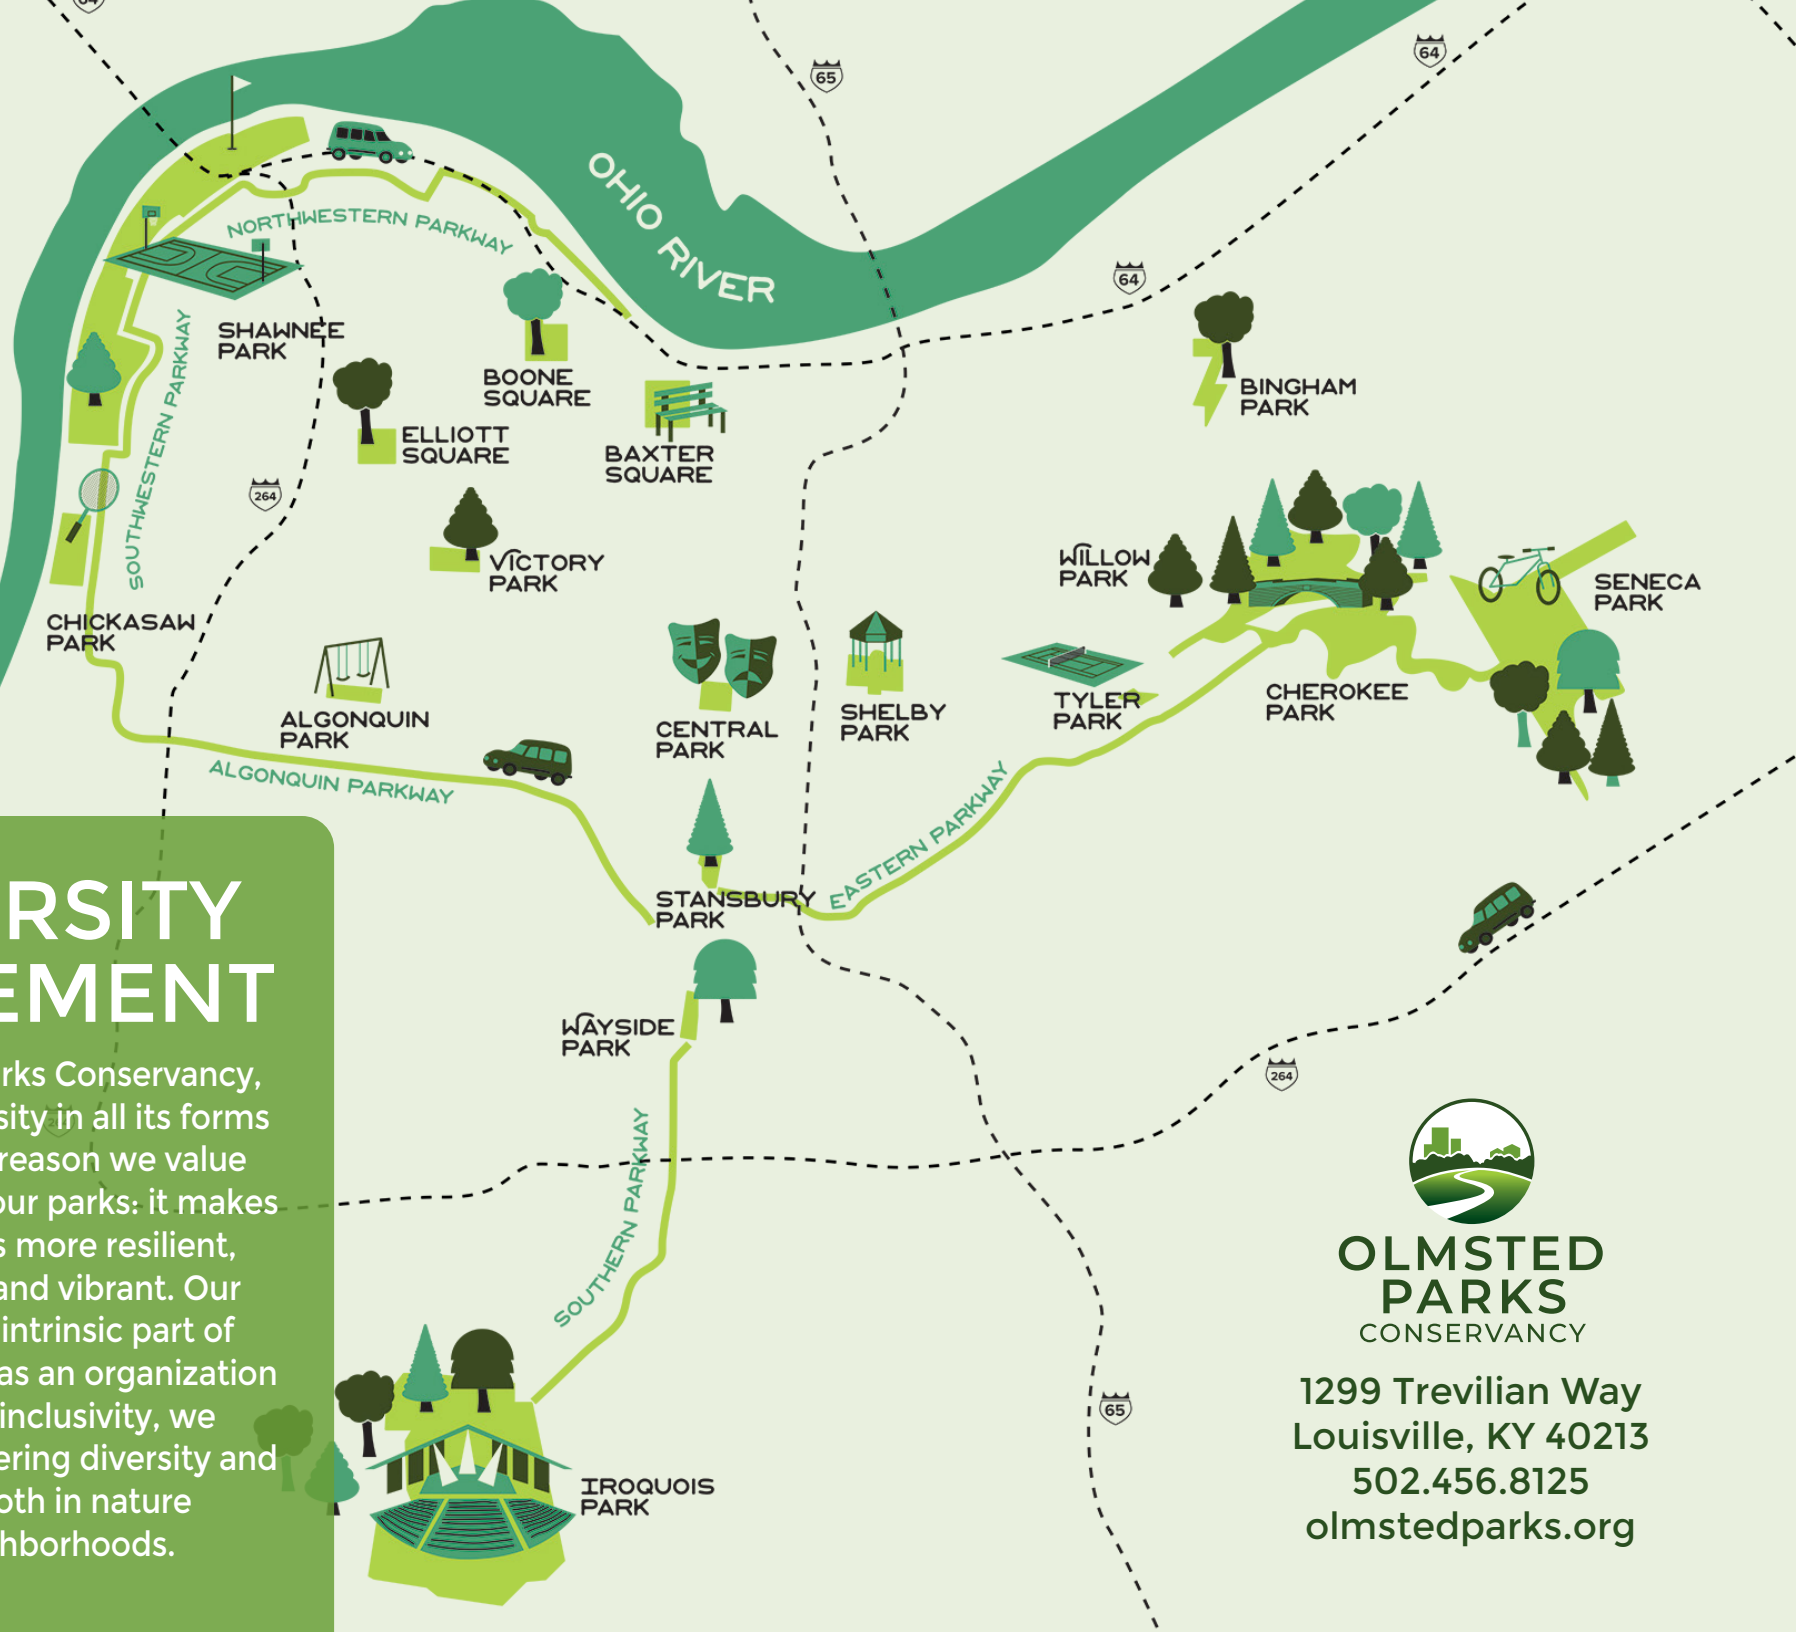 64
65
64
OHIO RIVER
NORTHWESTERN PARKWAY
64
SHAWNEE
PARK
SOUTHWESTERN PARKWAY
BOONE
SQUARE
BINGHAM
PARK
ELLIOTT
SQUARE
BAXTER
SQUARE
264
VICTORY
PARK
WILLOW
PARK
SENECA
PARK
CHICKASAW
PARK
ALGONQUIN
PARK
CENTRAL
PARK
SHELBY
PARK
TYLER
PARK
CHEROKEE
PARK
ALGONQUIN PARKWAY
EASTERN PARKWAY
STANSBURY
PARK
WAYSIDE
PARK
264
SOUTHERN PARKWAY
65
IROQUOIS
PARK
RSITY
EMENT
rks Conservancy,
sity in all its forms
reason we value
our parks: it makes
s more resilient,
and vibrant. Our
intrinsic part of
as an organization
inclusivity, we
ering diversity and
oth in nature
hborhoods.
OLMSTED
PARKS
CONSERVANCY
1299 Trevilian Way
Louisville, KY 40213
502.456.8125
olmstedparks.org